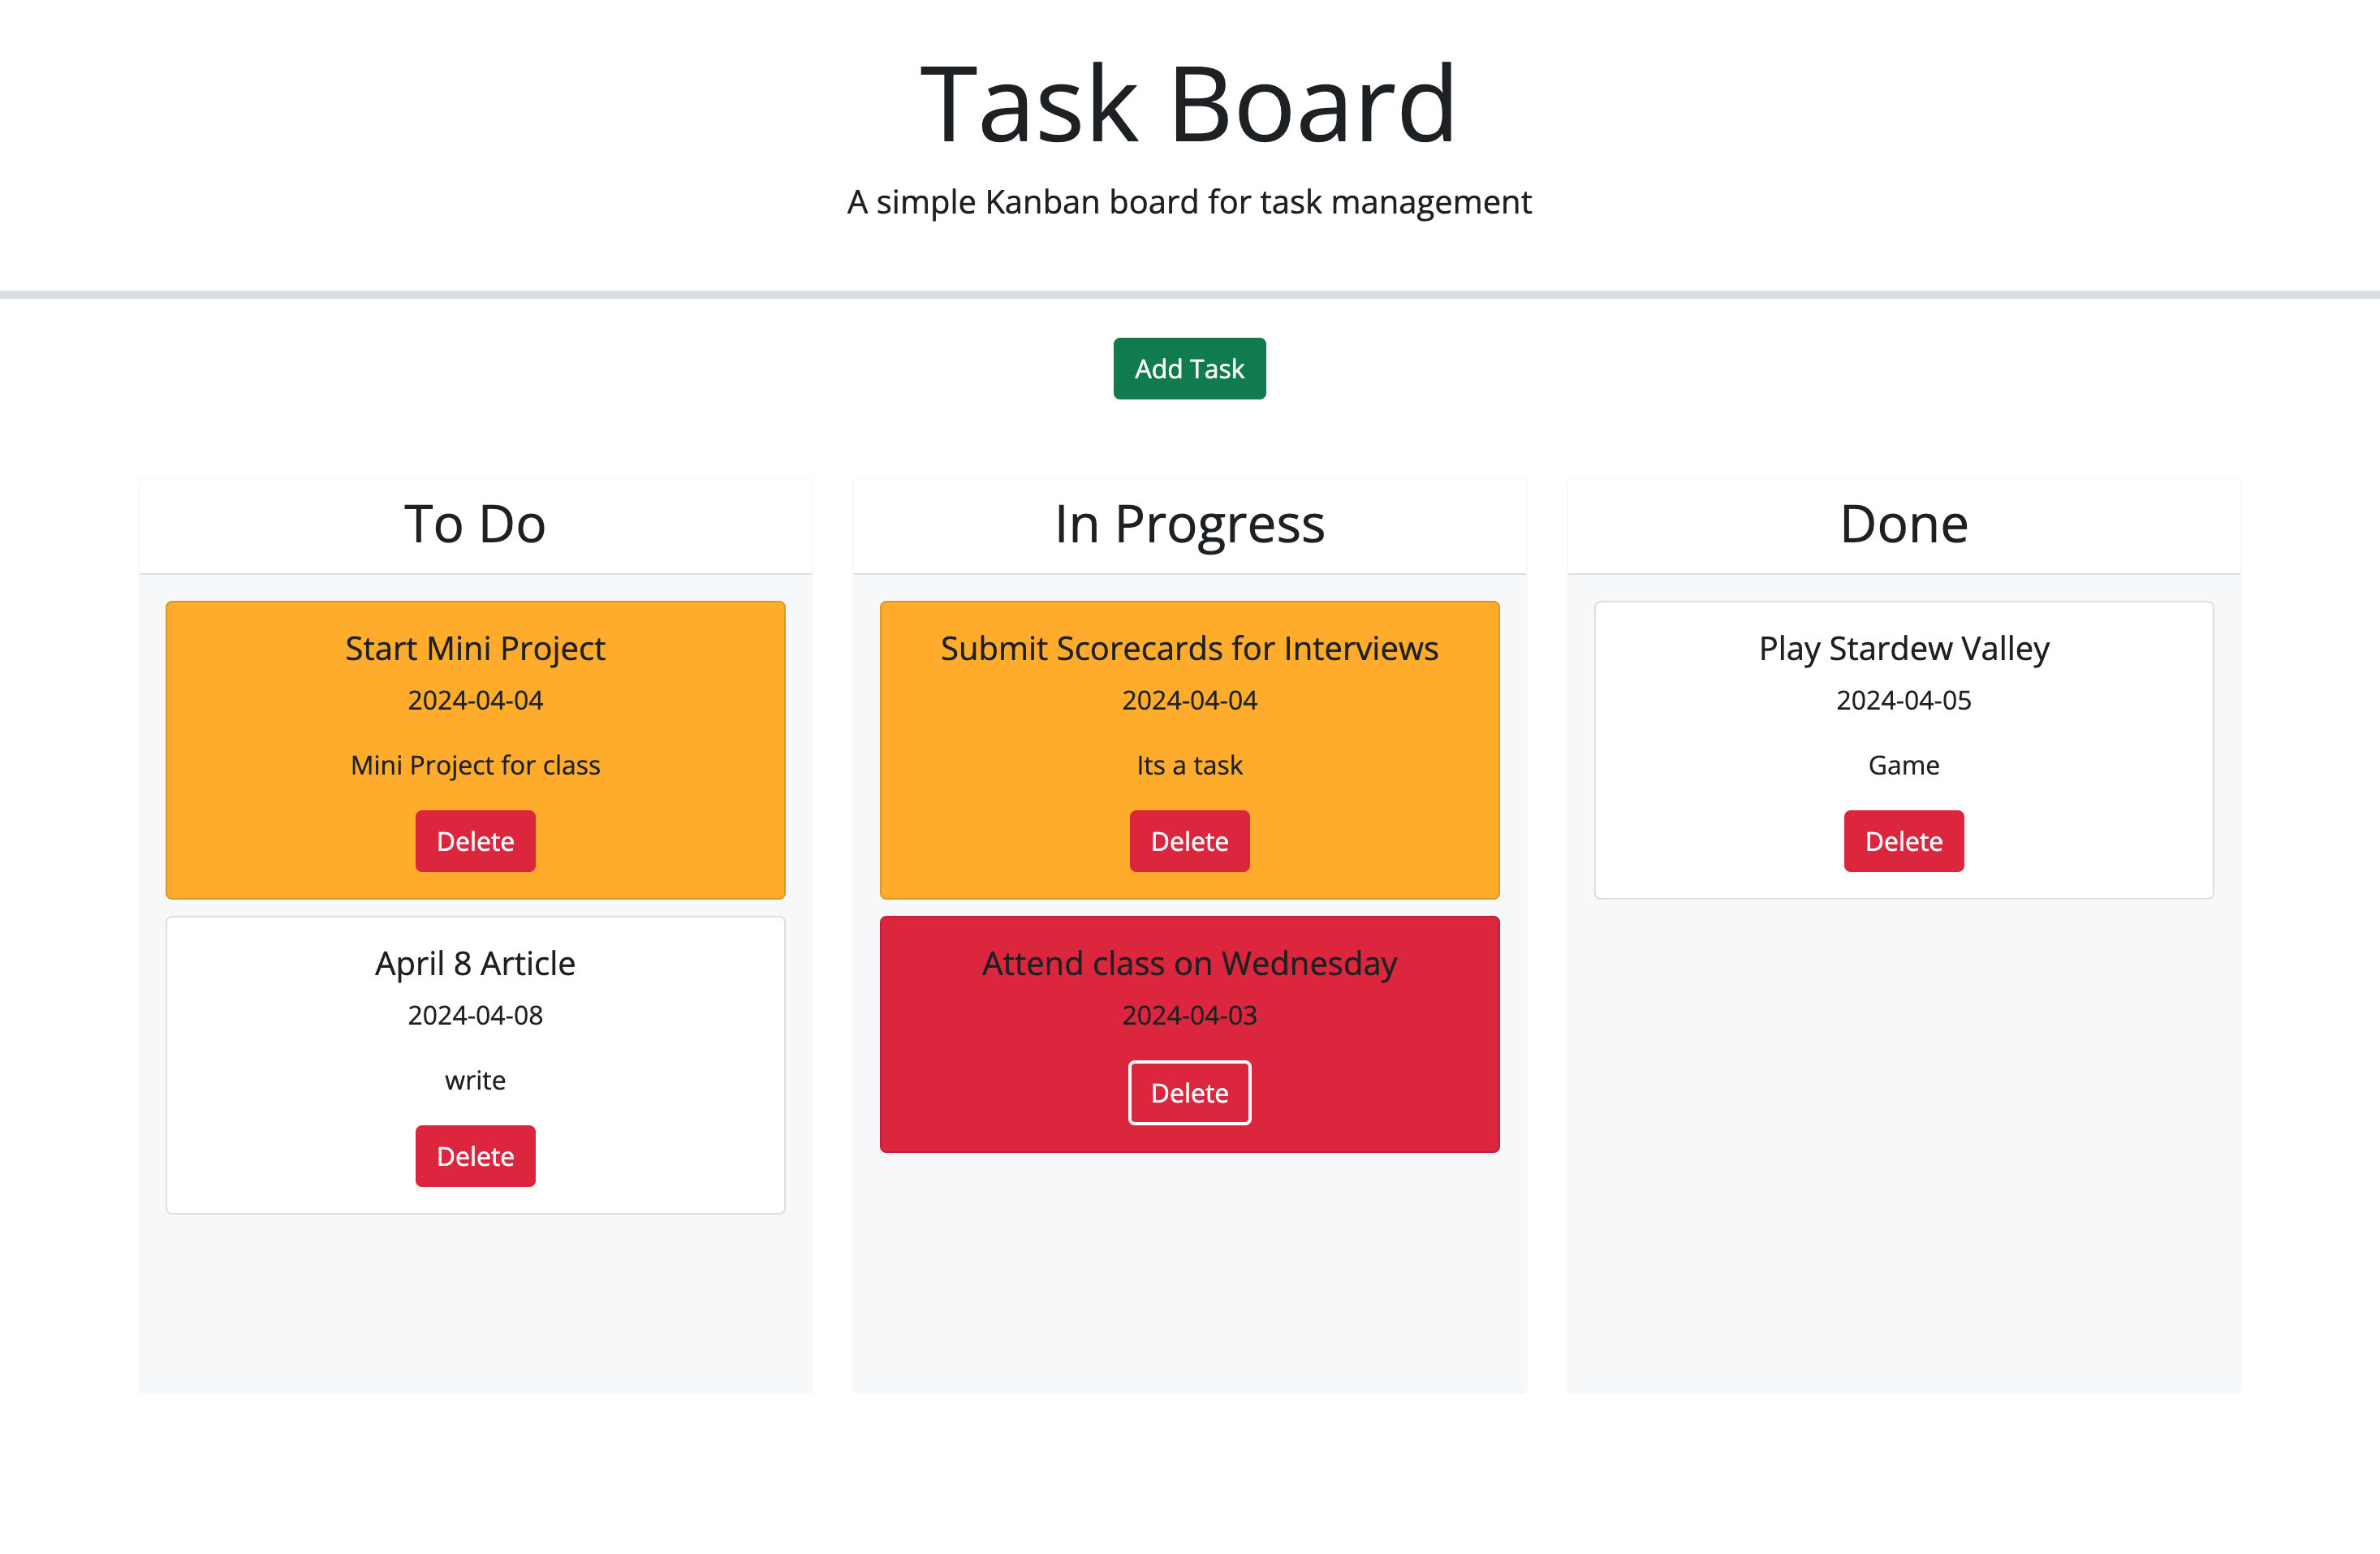 Task Board
A simple Kanban board for task management
Add Task
To Do
Start Mini Project
2024-04-04
Mini Project for class
Delete
April 8 Article
2024-04-08
write
Delete
In Progress
Submit Scorecards for Interviews
2024-04-04
Its a task
Delete
Attend class on Wednesday
2024-04-03
Delete
Done
Play Stardew Valley
2024-04-05
Game
Delete